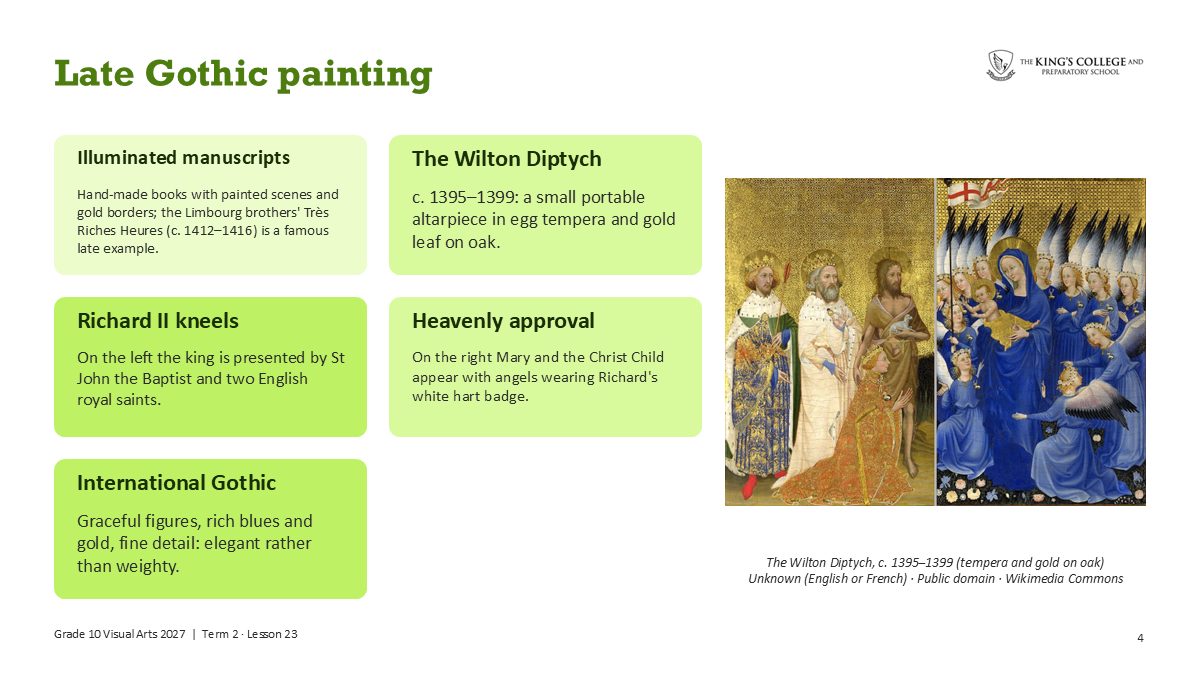 Late Gothic painting
THE KING'S COLLEGE AND
PREPARATORY SCHOOL
Illuminated manuscripts
Hand-made books with painted scenes and
gold borders; the Limbourg brothers' Très
Riches Heures (c. 1412–1416) is a famous
late example.
The Wilton Diptych
c. 1395–1399: a small portable
altarpiece in egg tempera and gold
leaf on oak.
Richard II kneels
On the left the king is presented by St
John the Baptist and two English
royal saints.
Heavenly approval
On the right Mary and the Christ Child
appear with angels wearing Richard's
white hart badge.
International Gothic
Graceful figures, rich blues and
gold, fine detail: elegant rather
than weighty.
The Wilton Diptych, c. 1395–1399 (tempera and gold on oak)
Unknown (English or French) · Public domain · Wikimedia Commons
Grade 10 Visual Arts 2027 | Term 2 · Lesson 23
4